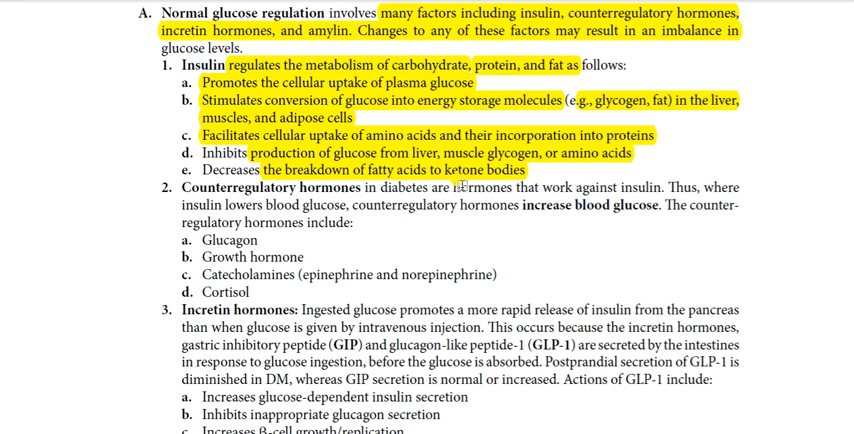 A. Normal glucose regulation involves many factors including insulin, counterregulatory hormones,
incretin hormones, and amylin. Changes to any of these factors may result in an imbalance in
glucose levels.
1. Insulin regulates the metabolism of carbohydrate, protein, and fat as follows:
a. Promotes the cellular uptake of plasma glucose
b. Stimulates conversion of glucose into energy storage molecules (e.g., glycogen, fat) in the liver,
muscles, and adipose cells
c. Facilitates cellular uptake of amino acids and their incorporation into proteins
d. Inhibits production of glucose from liver, muscle glycogen, or amino acids
e. Decreases the breakdown of fatty acids to ketone bodies
2. Counterregulatory hormones in diabetes are hormones that work against insulin. Thus, where
insulin lowers blood glucose, counterregulatory hormones increase blood glucose. The counter-
regulatory hormones include:
a. Glucagon
b. Growth hormone
c. Catecholamines (epinephrine and norepinephrine)
d. Cortisol
3. Incretin hormones: Ingested glucose promotes a more rapid release of insulin from the pancreas
than when glucose is given by intravenous injection. This occurs because the incretin hormones,
gastric inhibitory peptide (GIP) and glucagon-like peptide-1 (GLP-1) are secreted by the intestines
in response to glucose ingestion, before the glucose is absorbed. Postprandial secretion of GLP-1 is
diminished in DM, whereas GIP secretion is normal or increased. Actions of GLP-1 include:
a. Increases glucose-dependent insulin secretion
b. Inhibits inappropriate glucagon secretion
c. Increases β-cell growth/replication